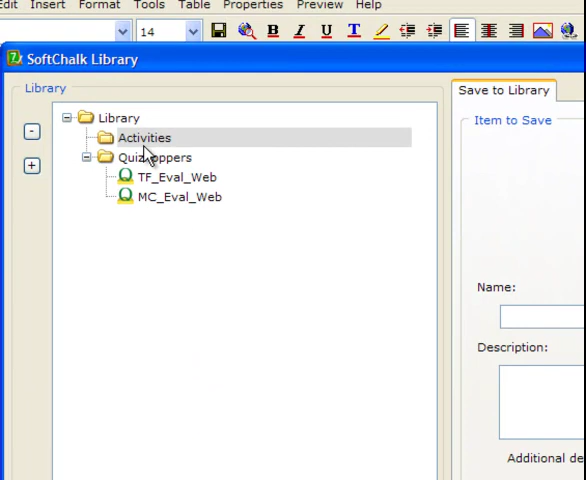 Edit Insert Format Tools Table Properties Preview Help
14 B I U T
SoftChalk Library
Library
Save to Library
Item to Save
Library
Activities
TF_Eval_Web
MC_Eval_Web
Name:
Description:
Additional de